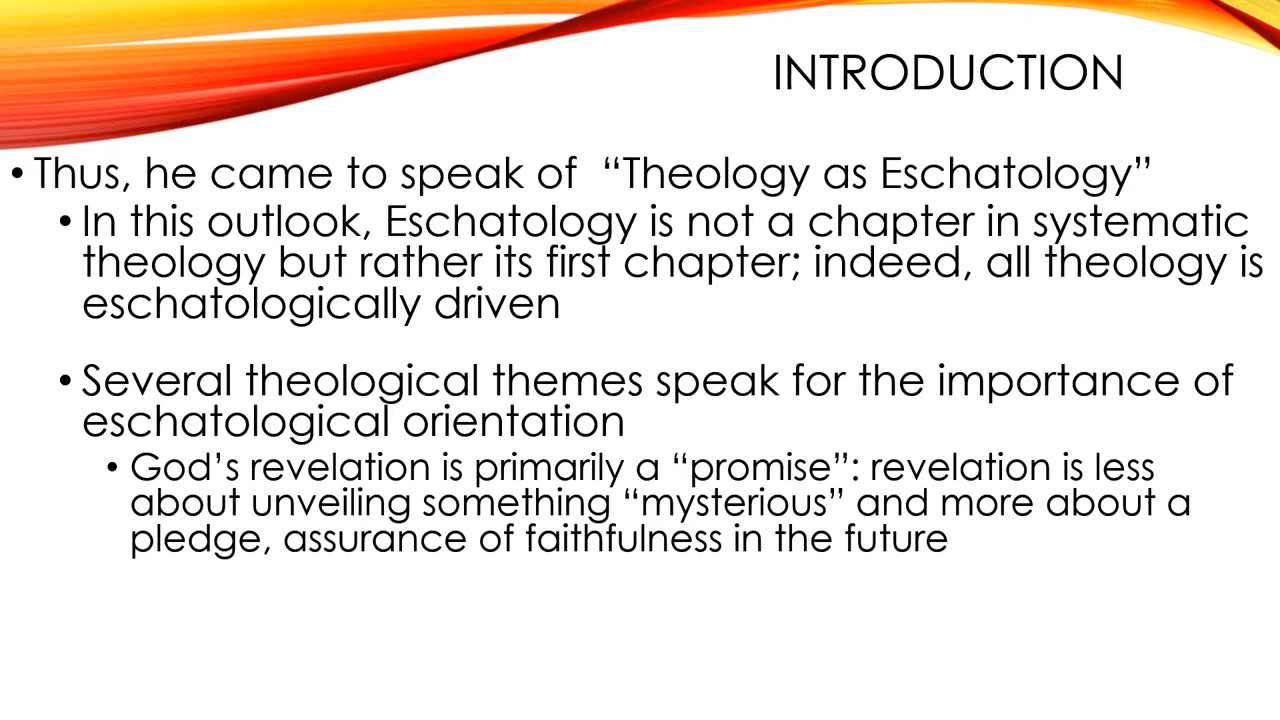 INTRODUCTION
• Thus, he came to speak of  “Theology as Eschatology”
• In this outlook, Eschatology is not a chapter in systematic
theology but rather its first chapter; indeed, all theology is
eschatologically driven
• Several theological themes speak for the importance of
eschatological orientation
• God’s revelation is primarily a “promise”: revelation is less
about unveiling something “mysterious” and more about a
pledge, assurance of faithfulness in the future